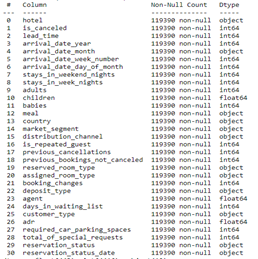 # Column Non-Null Count Dtype
--- ------ -------------- -----
0 hotel 119390 non-null object
1 is_canceled 119390 non-null int64
2 lead_time 119390 non-null int64
3 arrival_date_year 119390 non-null int64
4 arrival_date_month 119390 non-null object
5 arrival_date_week_number 119390 non-null int64
6 arrival_date_day_of_month 119390 non-null int64
7 stays_in_weekend_nights 119390 non-null int64
8 stays_in_week_nights 119390 non-null int64
9 adults 119390 non-null int64
10 children 119390 non-null float64
11 babies 119390 non-null int64
12 meal 119390 non-null object
13 country 119390 non-null object
14 market_segment 119390 non-null object
15 distribution_channel 119390 non-null object
16 is_repeated_guest 119390 non-null int64
17 previous_cancellations 119390 non-null int64
18 previous_bookings_not_canceled 119390 non-null int64
19 reserved_room_type 119390 non-null object
20 assigned_room_type 119390 non-null object
21 booking_changes 119390 non-null int64
22 deposit_type 119390 non-null object
23 agent 119390 non-null float64
24 days_in_waiting_list 119390 non-null int64
25 customer_type 119390 non-null object
26 adr 119390 non-null float64
27 required_car_parking_spaces 119390 non-null int64
28 total_of_special_requests 119390 non-null int64
29 reservation_status 119390 non-null object
30 reservation_status_date 119390 non-null object